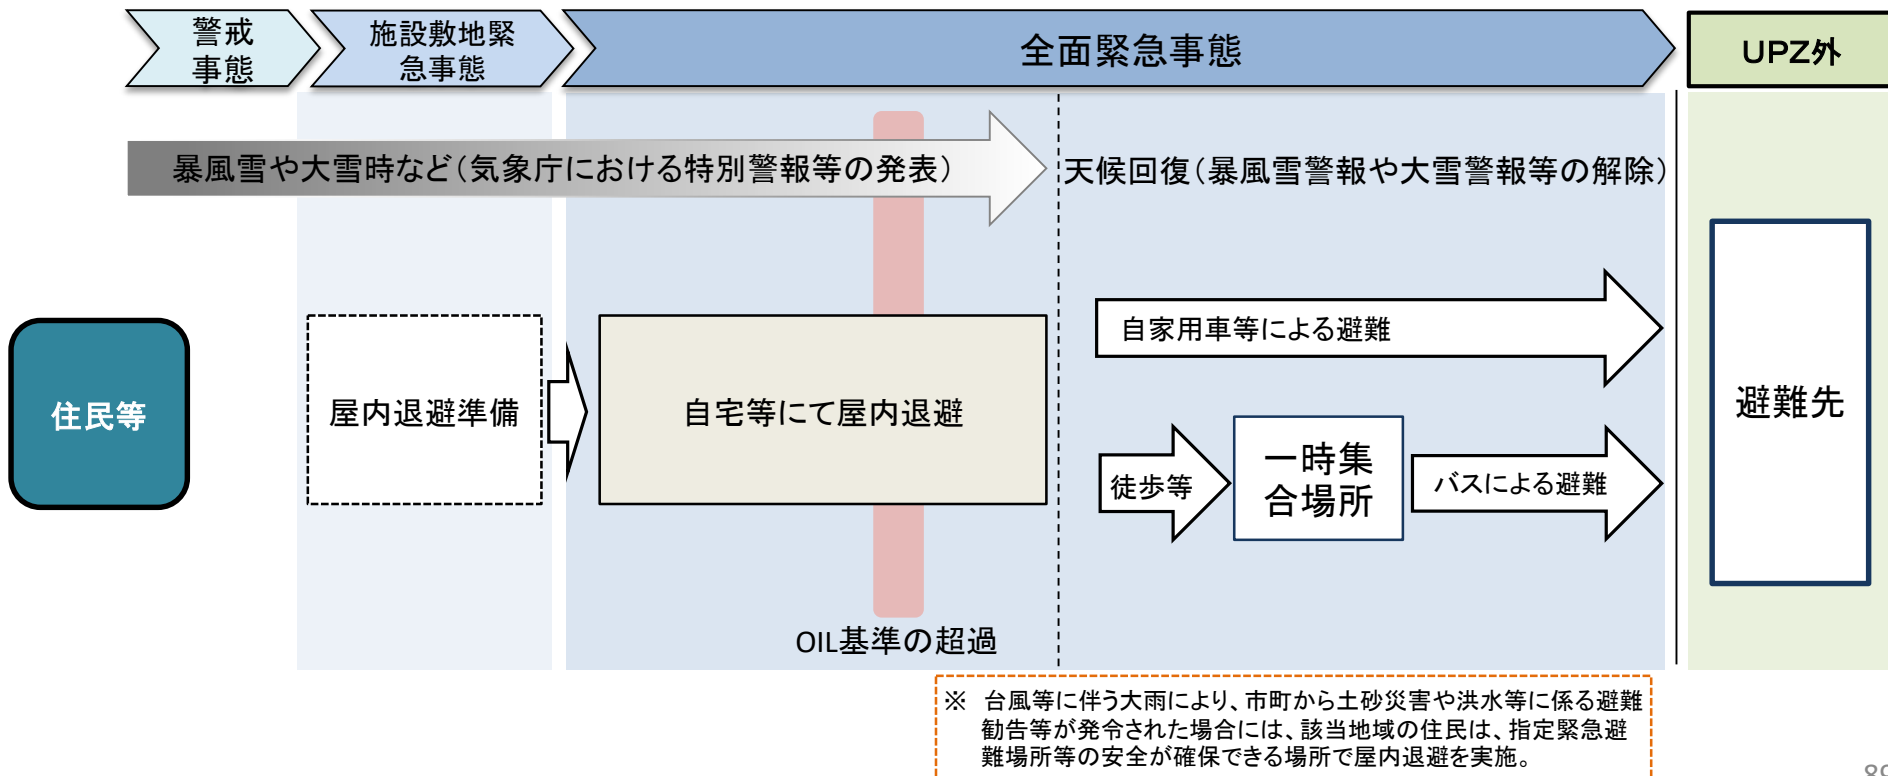 警戒
事態
施設敷地緊
急事態
全面緊急事態
UPZ外
暴風雪や大雪時など（気象庁における特別警報等の発表）
天候回復（暴風雪警報や大雪警報等の解除）
住民等
屋内退避準備
自宅等にて屋内退避
自家用車等による避難
徒歩等
一時集
合場所
バスによる避難
避難先
OIL基準の超過
※　台風等に伴う大雨により、市町から土砂災害や洪水等に係る避難
勧告等が発令された場合には、該当地域の住民は、指定緊急避
難場所等の安全が確保できる場所で屋内退避を実施。
89